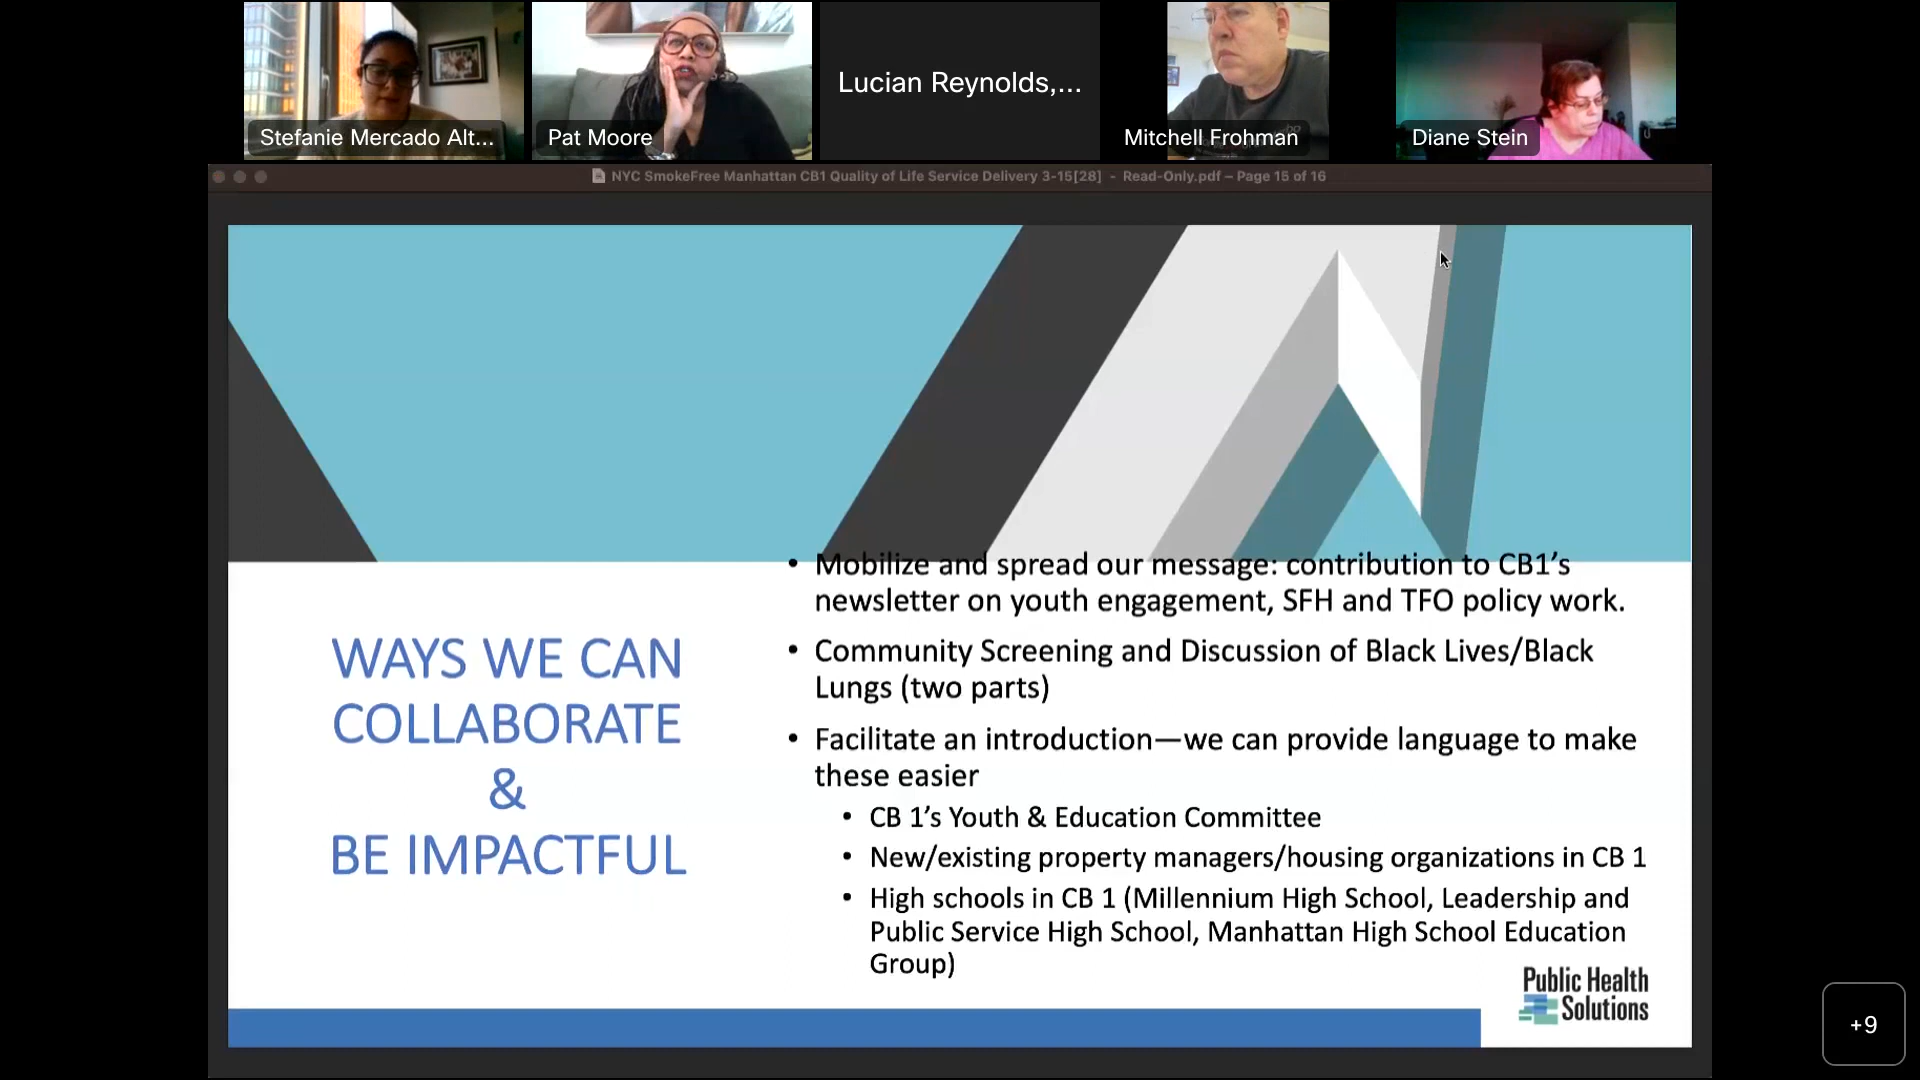 Lucian Reynolds,...
Stefanie Mercado Alt...
Pat Moore
Mitchell Frohman
Diane Stein
NYC SmokeFree Manhattan CB1 Quality of Life Service Delivery 3-15[28] - Read-Only.pdf – Page 15 of 16
WAYS WE CAN
COLLABORATE
&
BE IMPACTFUL
• Mobilize and spread our message: contribution to CB1’s
newsletter on youth engagement, SFH and TFO policy work.
• Community Screening and Discussion of Black Lives/Black
Lungs (two parts)
• Facilitate an introduction—we can provide language to make
these easier
• CB 1’s Youth & Education Committee
• New/existing property managers/housing organizations in CB 1
• High schools in CB 1 (Millennium High School, Leadership and
Public Service High School, Manhattan High School Education
Group)
Public Health
Solutions
+9